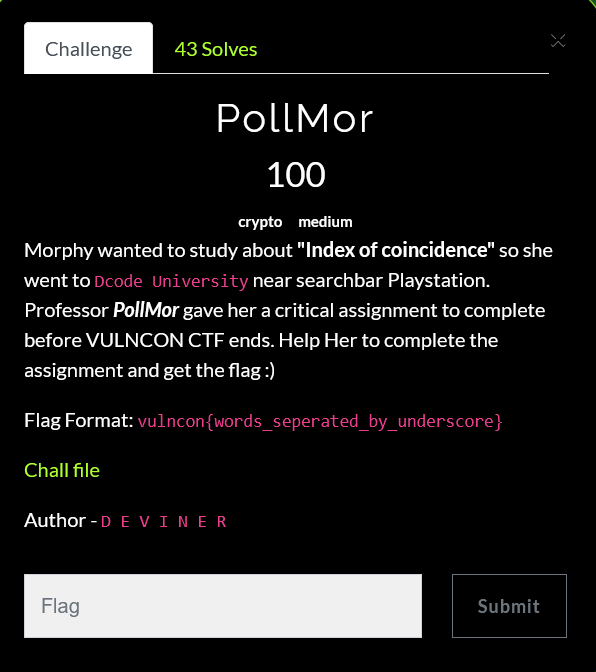 Challenge
43 Solves
×
PollMor
100
crypto medium
Morphy wanted to study about "Index of coincidence" so she
went to Dcode University near searchbar Playstation.
Professor PollMor gave her a critical assignment to complete
before VULNCON CTF ends. Help Her to complete the
assignment and get the flag :)
Flag Format: vulncon{words_seperated_by_underscore}
Chall file
Author - D E V I N E R
Flag
Submit